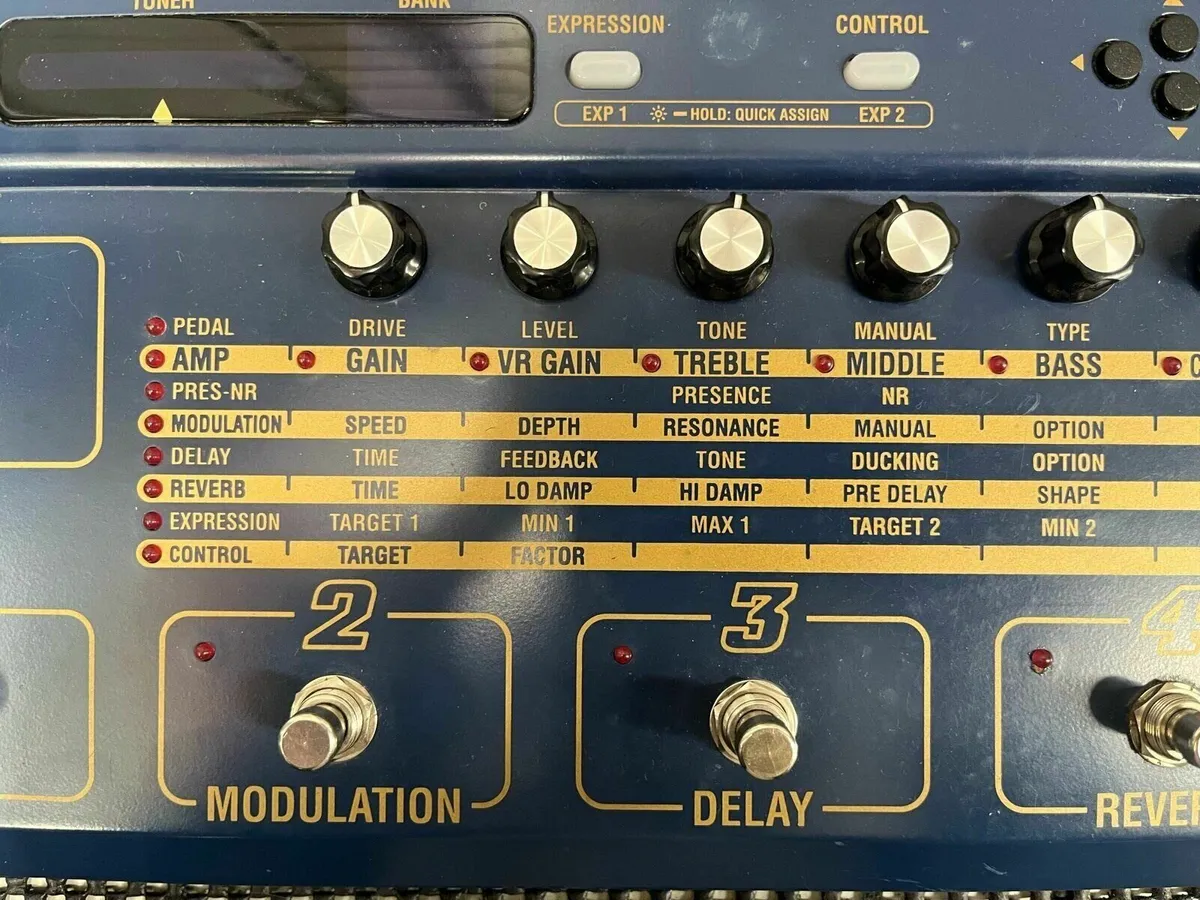 TUNER BANK
EXPRESSION CONTROL
EXP 1 — HOLD: QUICK ASSIGN EXP 2
PEDAL DRIVE LEVEL TONE MANUAL TYPE
AMP GAIN VR GAIN TREBLE MIDDLE BASS
PRES-NR PRESENCE NR
MODULATION SPEED DEPTH RESONANCE MANUAL OPTION
DELAY TIME FEEDBACK TONE DUCKING OPTION
REVERB TIME LO DAMP HI DAMP PRE DELAY SHAPE
EXPRESSION TARGET 1 MIN 1 MAX 1 TARGET 2 MIN 2
CONTROL TARGET FACTOR
2 3 4
MODULATION DELAY